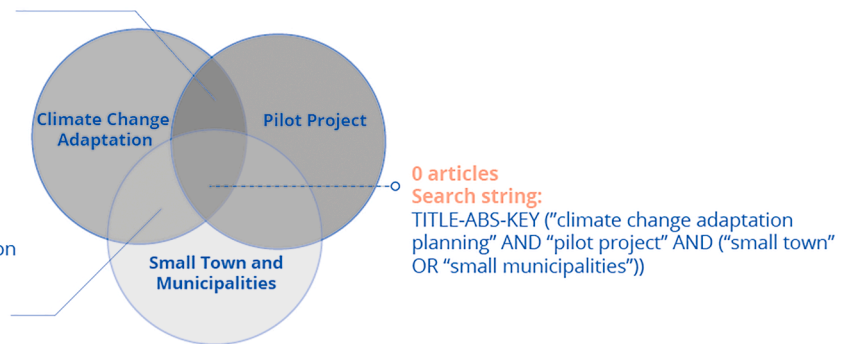 Climate Change
Adaptation
Pilot Project
0 articles
Search string:
TITLE-ABS-KEY (”climate change adaptation
planning” AND “pilot project” AND (“small town”
OR “small municipalities”))
on
Small Town and
Municipalities